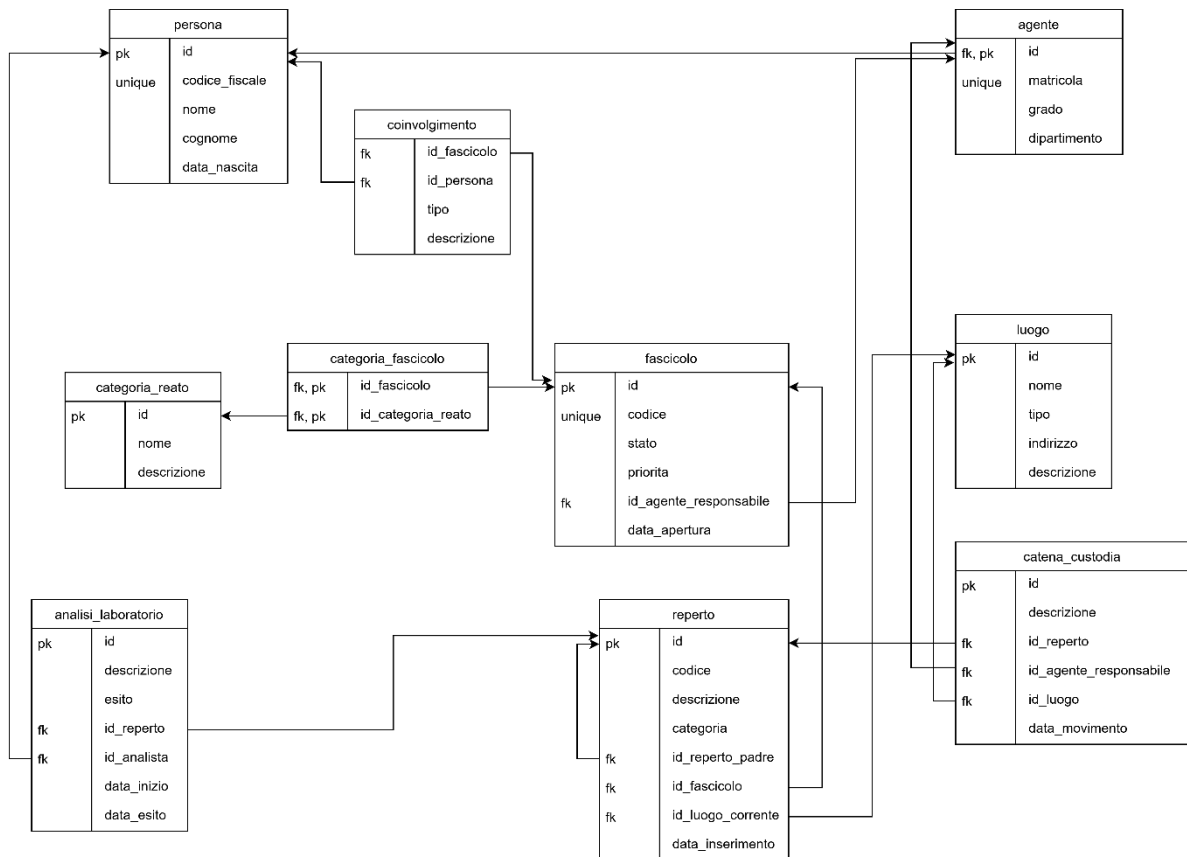 persona
pk id
unique codice_fiscale
nome
cognome
data_nascita
agente
fk, pk id
unique matricola
grado
dipartimento
coinvolgimento
fk id_fascicolo
fk id_persona
tipo
descrizione
luogo
pk id
nome
tipo
indirizzo
descrizione
categoria_fascicolo
fk, pk id_fascicolo
fk, pk id_categoria_reato
fascicolo
pk id
unique codice
stato
priorita
fk id_agente_responsabile
data_apertura
categoria_reato
pk id
nome
descrizione
catena_custodia
pk id
descrizione
fk id_reperto
fk id_agente_responsabile
fk id_luogo
data_movimento
analisi_laboratorio
pk id
descrizione
esito
fk id_reperto
fk id_analista
data_inizio
data_esito
reperto
pk id
codice
descrizione
categoria
fk id_reperto_padre
fk id_fascicolo
fk id_luogo_corrente
data_inserimento